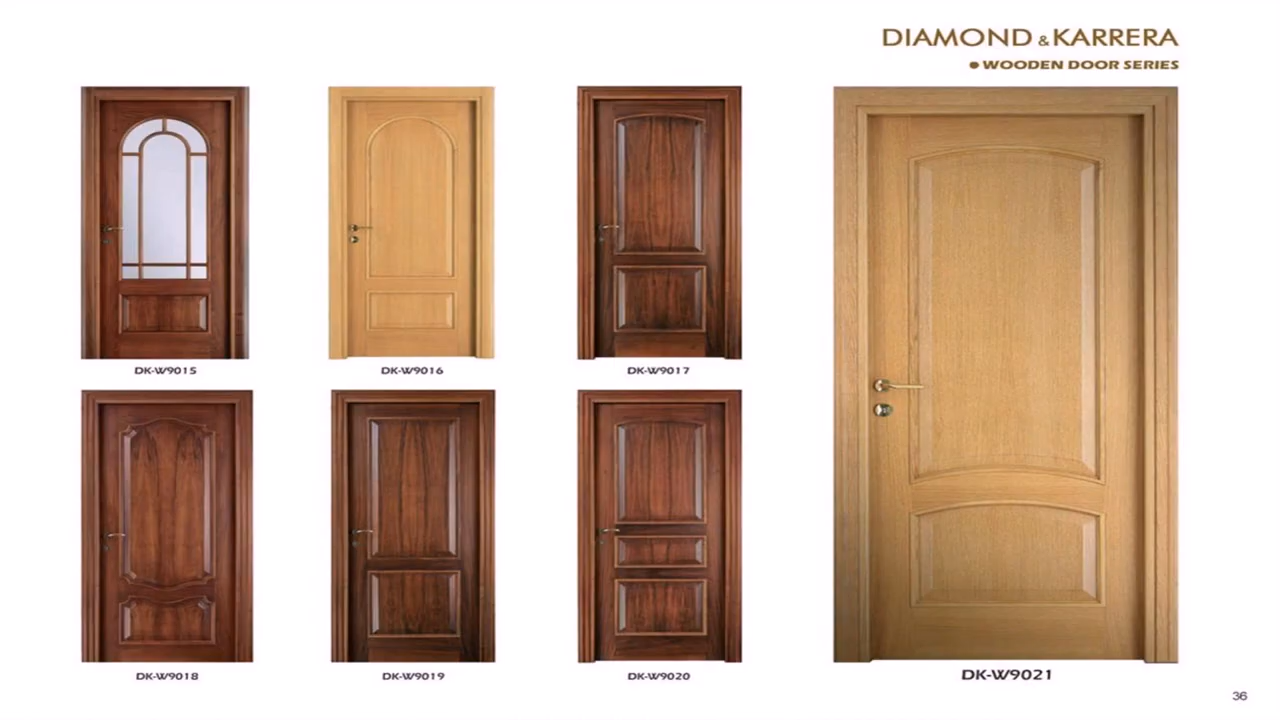 DIAMOND & KARRERA
● WOODEN DOOR SERIES
DK-W9015
DK-W9016
DK-W9017
DK-W9018
DK-W9019
DK-W9020
DK-W9021
36